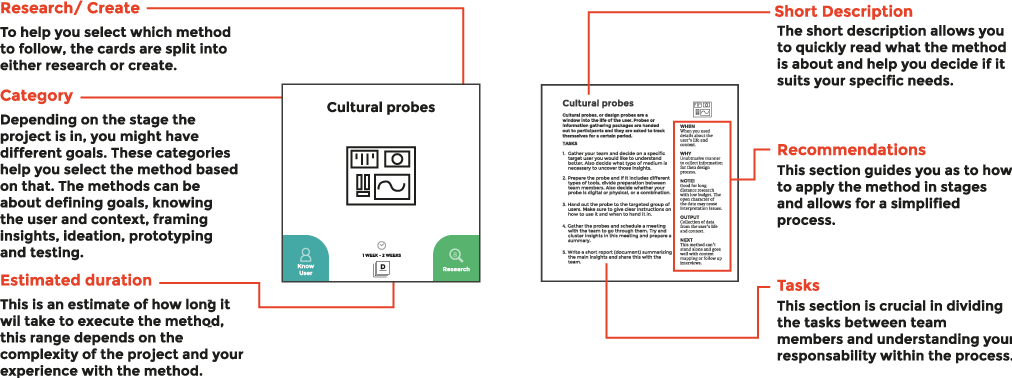 Research/ Create
To help you select which method
to follow, the cards are split into
either research or create.
Category
Depending on the stage the
project is in, you might have
different goals. These categories
help you select the method based
on that. The methods can be
about defining goals, knowing
the user and context, framing
insights, ideation, prototyping
and testing.
Estimated duration
This is an estimate of how long it
wil take to execute the method,
this range depends on the
complexity of the project and your
experience with the method.
Cultural probes
Know
User
1 WEEK - 2 WEEKS
D
Research
Cultural probes
Cultural probes, or design probes are a
window into the life of the user. Probes or
information gathering packages are handed
out to participants and they are asked to track
themselves for a certain period.
TASKS
1. Gather your team and decide on a specific
target user you would like to understand
better. Also decide what type of medium is
necessary to uncover those insights.
2. Prepare the probe and if it includes different
types of tools, divide preparation between
team members. Also decide whether your
probe is digital or physical, or a combination.
3. Hand out the probe to the targeted group of
users. Make sure to give clear instructions on
how to use it and when to hand it in.
4. Gather the probes and schedule a meeting
with the team to go through them. Try and
cluster insights in this meeting and prepare a
summary.
5. Write a short report (document) summarizing
the main insights and share this with the
team.
WHEN
When you need
details about the
user's life and
context.
WHY
Unobtrusive manner
to collect information
for then design
process.
NOTE!
Good for long
distance research
with low budget. The
open character of
the data may cause
interpretation issues.
OUTPUT
Collection of data
from the user's life
and context.
NEXT
This method can't
stand alone and goes
well with context
mapping or follow up
interviews.
Short Description
The short description allows you
to quickly read what the method
is about and help you decide if it
suits your specific needs.
Recommendations
This section guides you as to how
to apply the method in stages
and allows for a simplified
process.
Tasks
This section is crucial in dividing
the tasks between team
members and understanding your
responsability within the process.